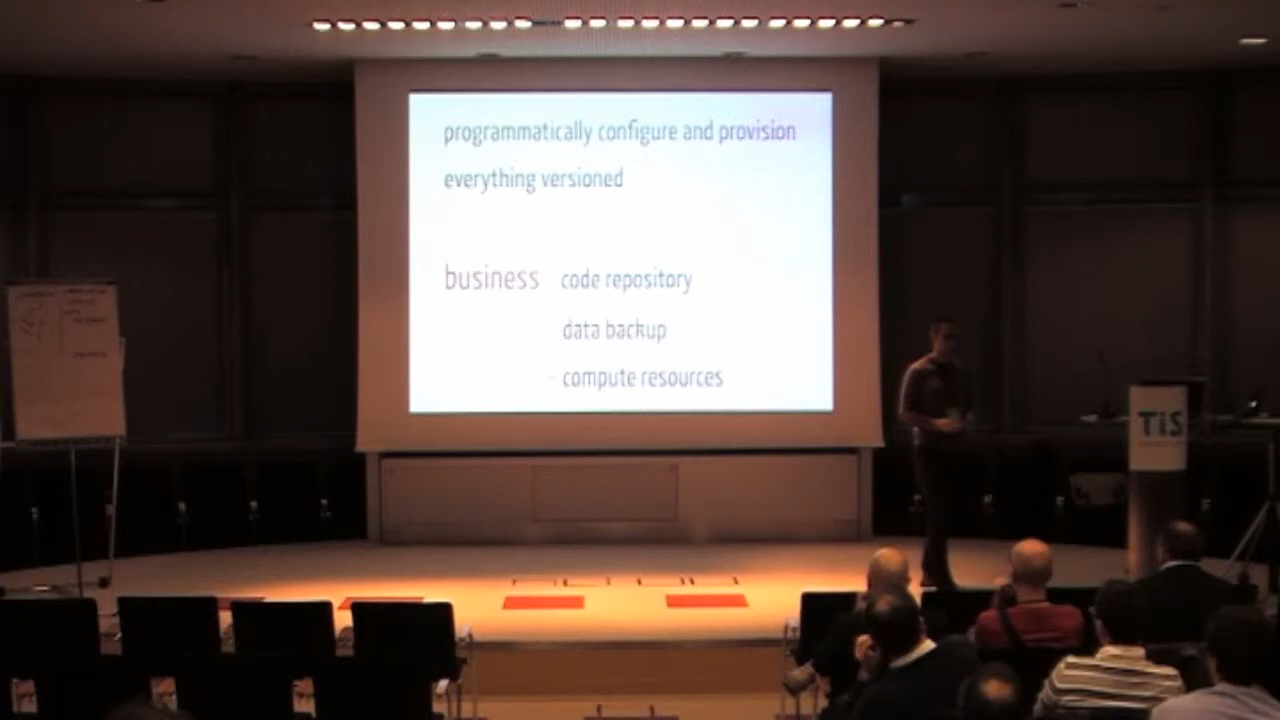 programmatically configure and provision
everything versioned
business code repository
data backup
compute resources
TiS